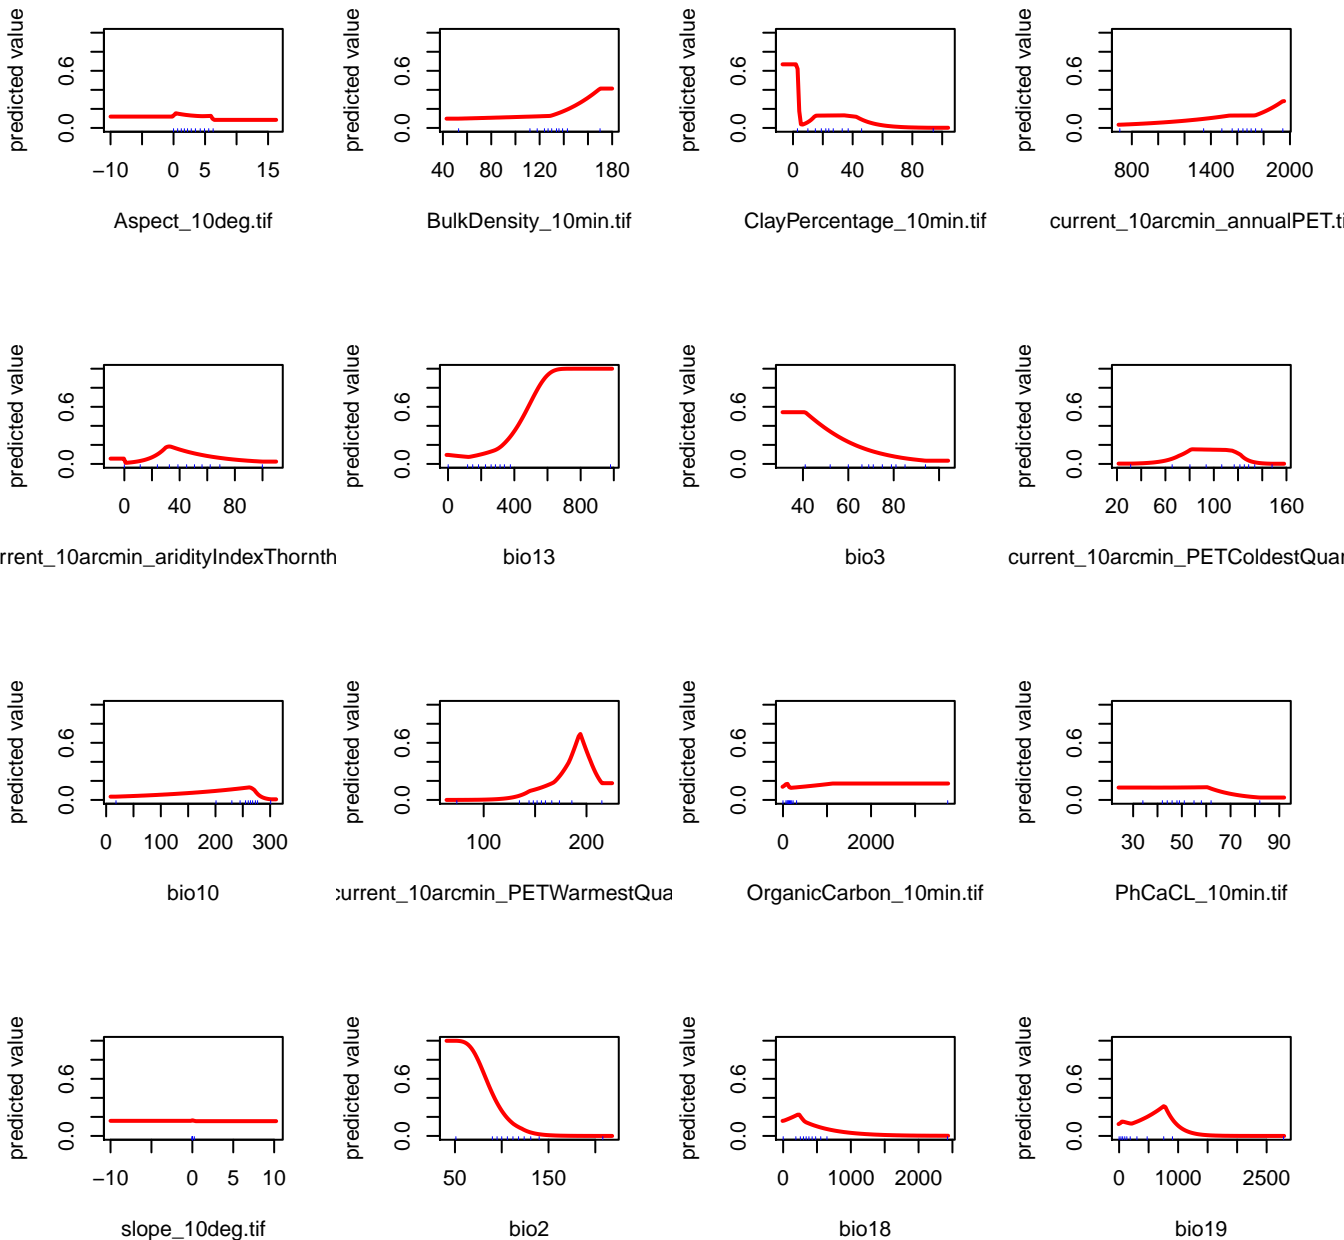 predicted value
0.0 0.6
−10 0 5 15
Aspect_10deg.tif
predicted value
0.0 0.6
40 80 120 180
BulkDensity_10min.tif
predicted value
0.0 0.6
0 40 80
ClayPercentage_10min.tif
predicted value
0.0 0.6
800 1400 2000
current_10arcmin_annualPET.ti
predicted value
0.0 0.6
0 40 80
rrent_10arcmin_aridityIndexThornth
predicted value
0.0 0.6
0 400 800
bio13
predicted value
0.0 0.6
40 60 80
bio3
predicted value
0.0 0.6
20 60 100 160
current_10arcmin_PETColdestQuar
predicted value
0.0 0.6
0 100 200 300
bio10
predicted value
0.0 0.6
100 200
current_10arcmin_PETWarmestQua
predicted value
0.0 0.6
0 2000
OrganicCarbon_10min.tif
predicted value
0.0 0.6
30 50 70 90
PhCaCL_10min.tif
predicted value
0.0 0.6
−10 0 5 10
slope_10deg.tif
predicted value
0.0 0.6
50 150
bio2
predicted value
0.0 0.6
0 1000 2000
bio18
predicted value
0.0 0.6
0 1000 2500
bio19